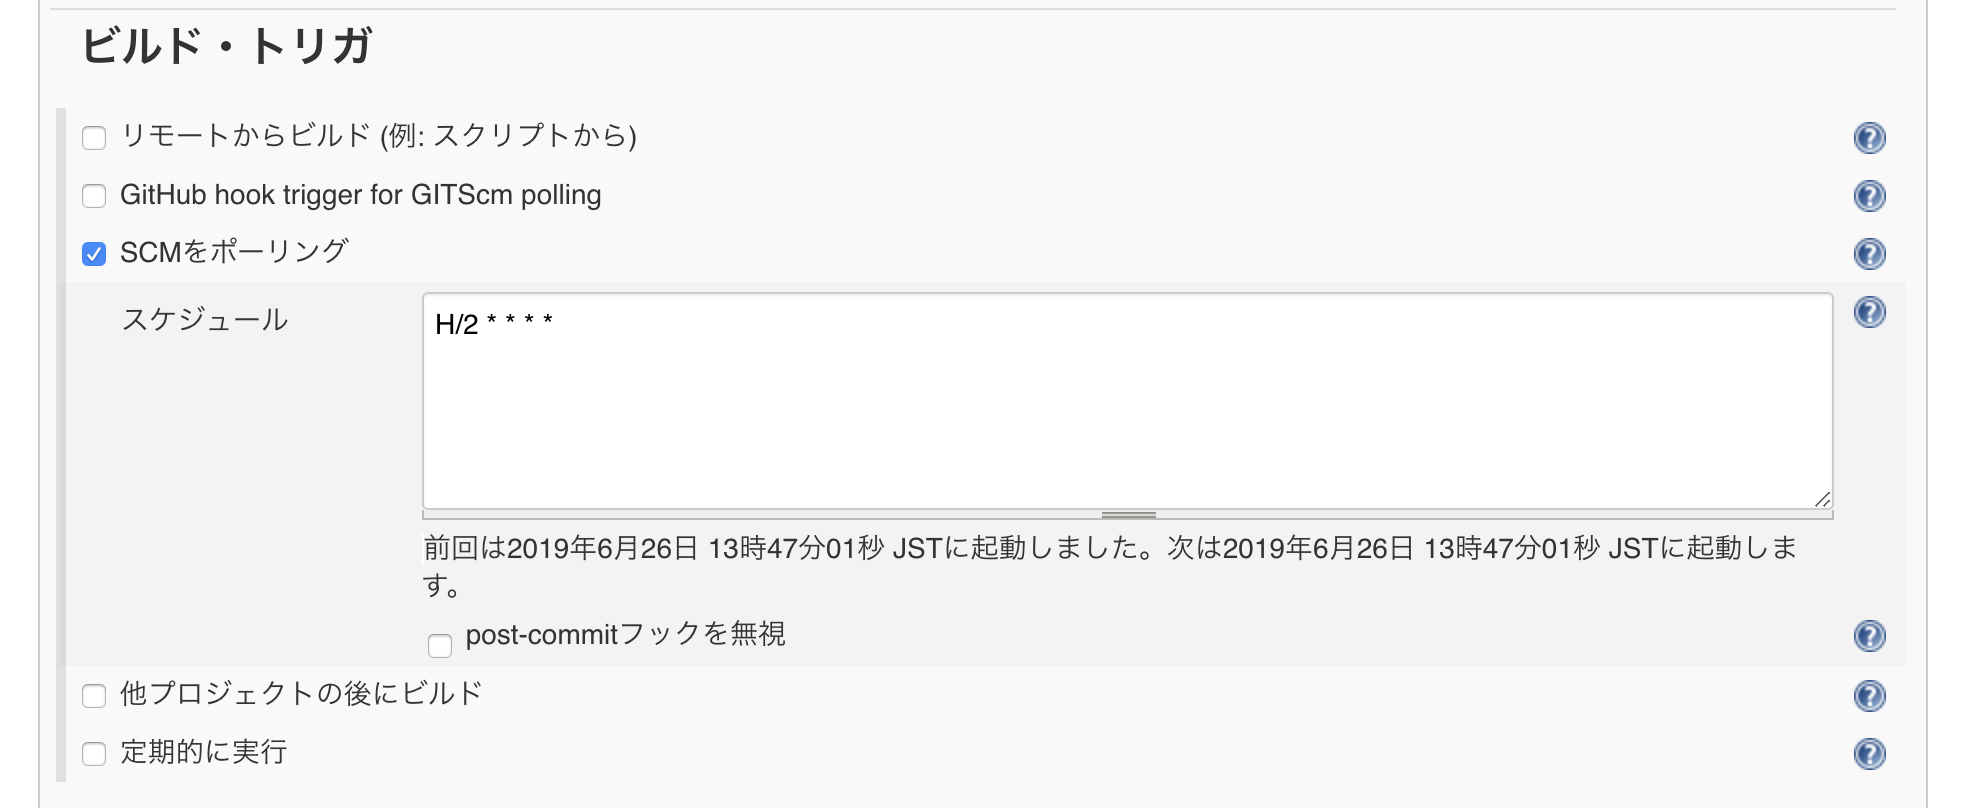 ビルド・トリガ
リモートからビルド (例: スクリプトから)
GitHub hook trigger for GITScm polling
SCMをポーリング
スケジュール
H/2 * * * *
前回は2019年6月26日 13時47分01秒 JSTに起動しました。次は2019年6月26日 13時47分01秒 JSTに起動しま
す。
post-commitフックを無視
他プロジェクトの後にビルド
定期的に実行